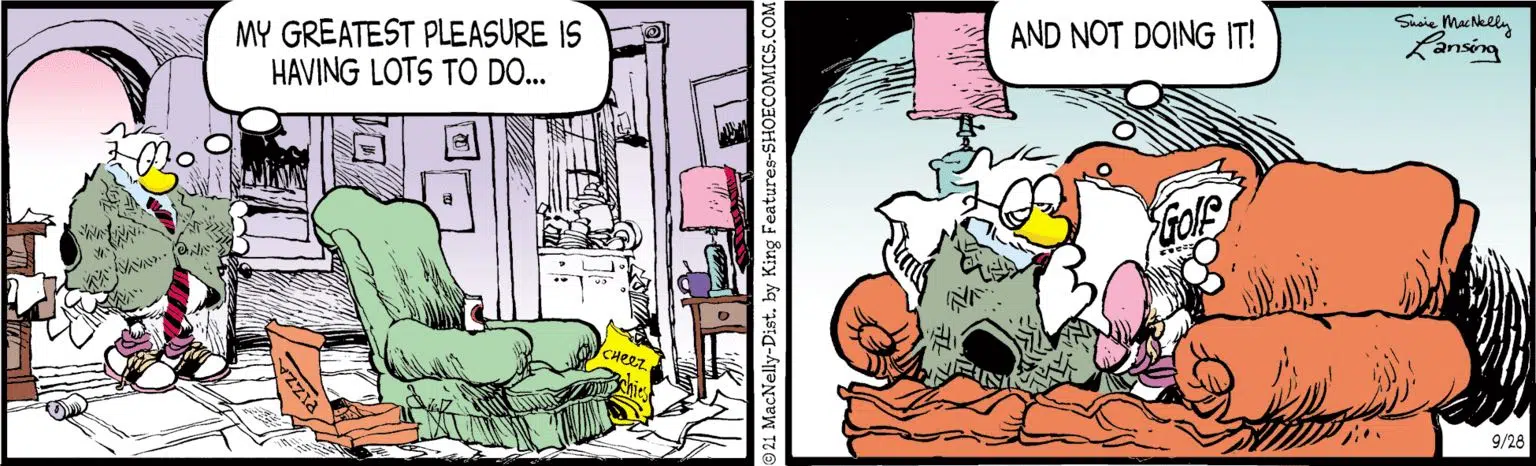 MY GREATEST PLEASURE IS
HAVING LOTS TO DO...
PIZZA
CHEEZ
chies
©21 MacNelly-Dist. by King Features-SHOECOMICS.COM
AND NOT DOING IT!
Susie MacNelly
Lansing
Golf
9/28